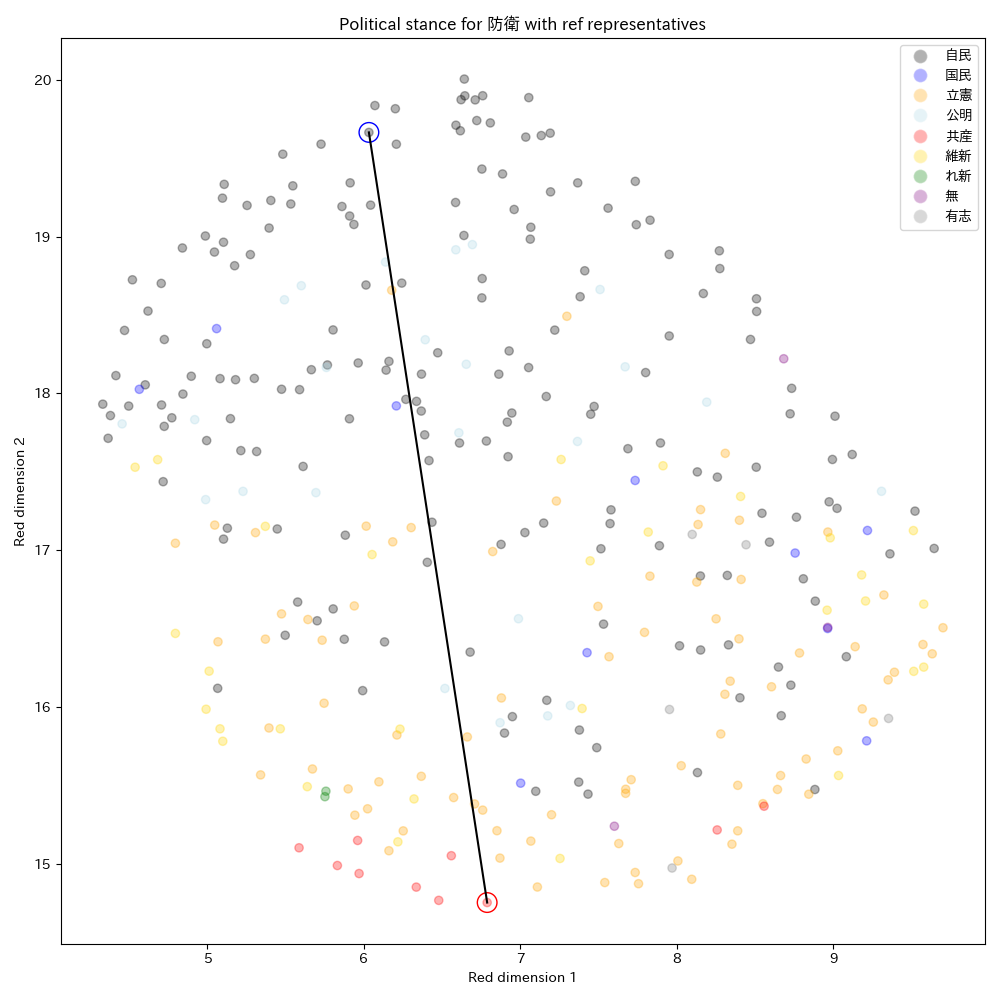 Political stance for 防衛 with ref representatives
自民
国民
立憲
公明
共産
維新
れ新
無
有志
Red dimension 2
20
19
18
17
16
15
5 6 7 8 9
Red dimension 1